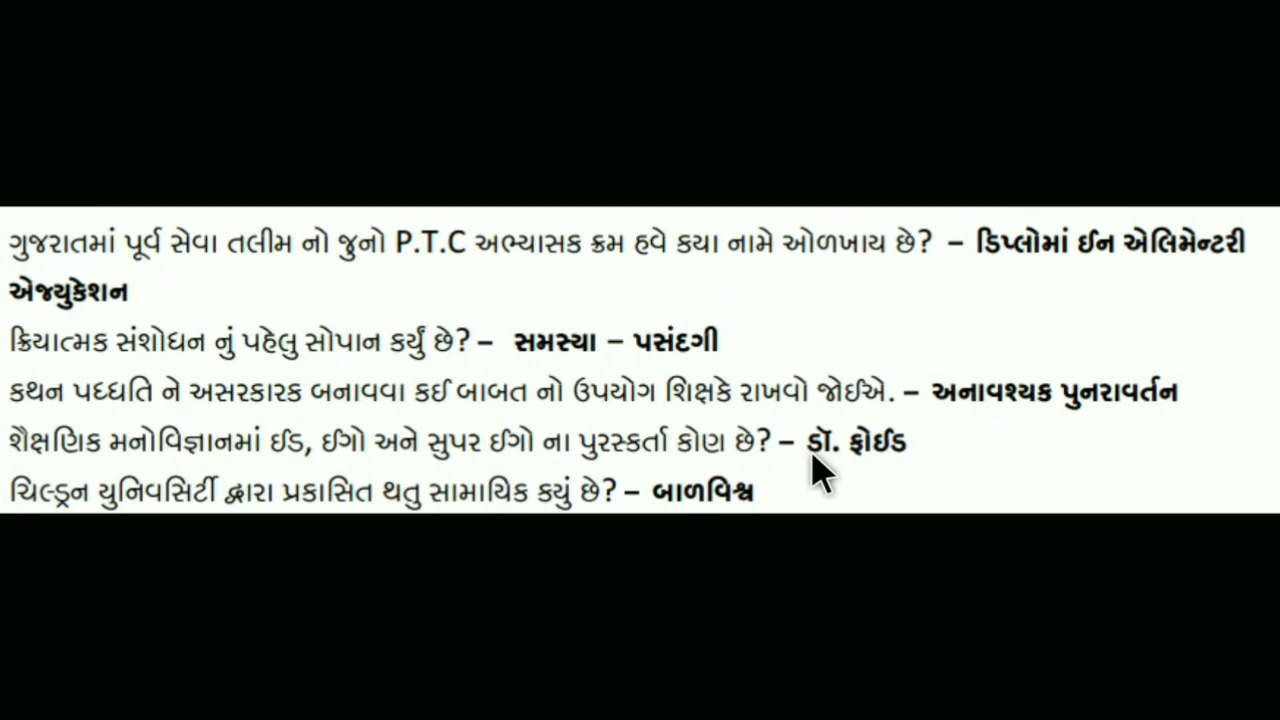 ગુજરાતમાં પૂર્વ સેવા તલીમ નો જુનો P.T.C અભ્યાસક ક્રમ હવે કયા નામે ઓળખાય છે? – ડિપ્લોમાં ઈન એલિમેન્ટરી
એજ્યુકેશન
ક્રિયાત્મક સંશોધન નું પહેલુ સોપાન કર્યું છે? – સમસ્યા – પસંદગી
કથન પધ્ધતિ ને અસરકારક બનાવવા કઈ બાબત નો ઉપયોગ શિક્ષકે રાખવો જોઈએ. – અનાવશ્યક પુનરાવર્તન
શૈક્ષણિક મનોવિજ્ઞાનમાં ઈડ, ઈગો અને સુપર ઈગો ના પુરસ્કર્તા કોણ છે? – ડૉ. ફ્રોઈડ
ચિલ્ડ્રન યુનિવર્સિટી દ્વારા પ્રકાસિત થતુ સામાયિક કયું છે? – બાળવિશ્વ